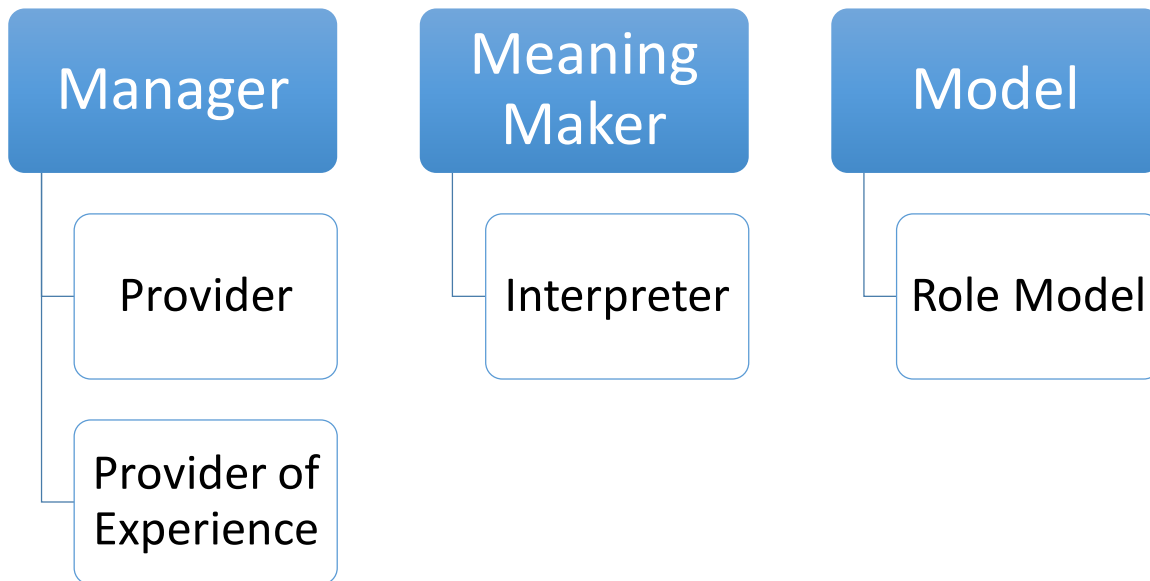 Manager
Provider
Provider of
Experience
Meaning
Maker
Interpreter
Model
Role Model